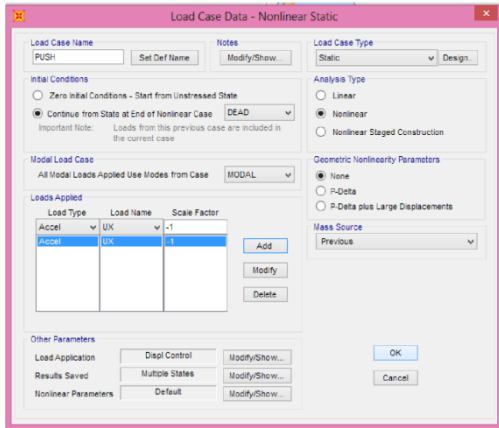 Load Case Data - Nonlinear Static
Load Case Name
PUSH
Set Def Name
Notes
Modify/Show...
Load Case Type
Static
Design...
Initial Conditions
Zero Initial Conditions - Start from Unstressed State
Continue from State at End of Nonlinear Case
DEAD
Important Note: Loads from this previous case are included in
the current case
Analysis Type
Linear
Nonlinear
Nonlinear Staged Construction
Modal Load Case
All Modal Loads Applied Use Modes from Case
MODAL
Geometric Nonlinearity Parameters
None
P-Delta
P-Delta plus Large Displacements
Loads Applied
Load Type Load Name Scale Factor
Accel UX -1
Accel UX -1
Add
Modify
Delete
Mass Source
Previous
Other Parameters
Load Application Displ Control Modify/Show...
Results Saved Multiple States Modify/Show...
Nonlinear Parameters Default Modify/Show...
OK
Cancel